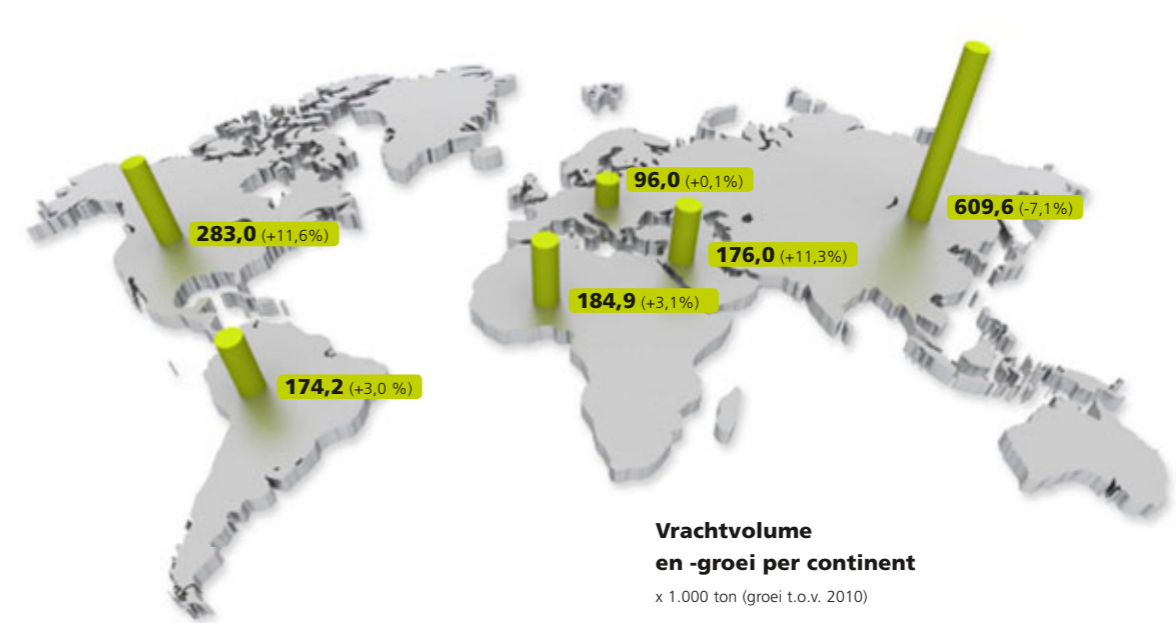 96,0 (+0,1%)
609,6 (-7,1%)
283,0 (+11,6%)
176,0 (+11,3%)
184,9 (+3,1%)
174,2 (+3,0 %)
Vrachtvolume
en -groei per continent
x 1.000 ton (groei t.o.v. 2010)